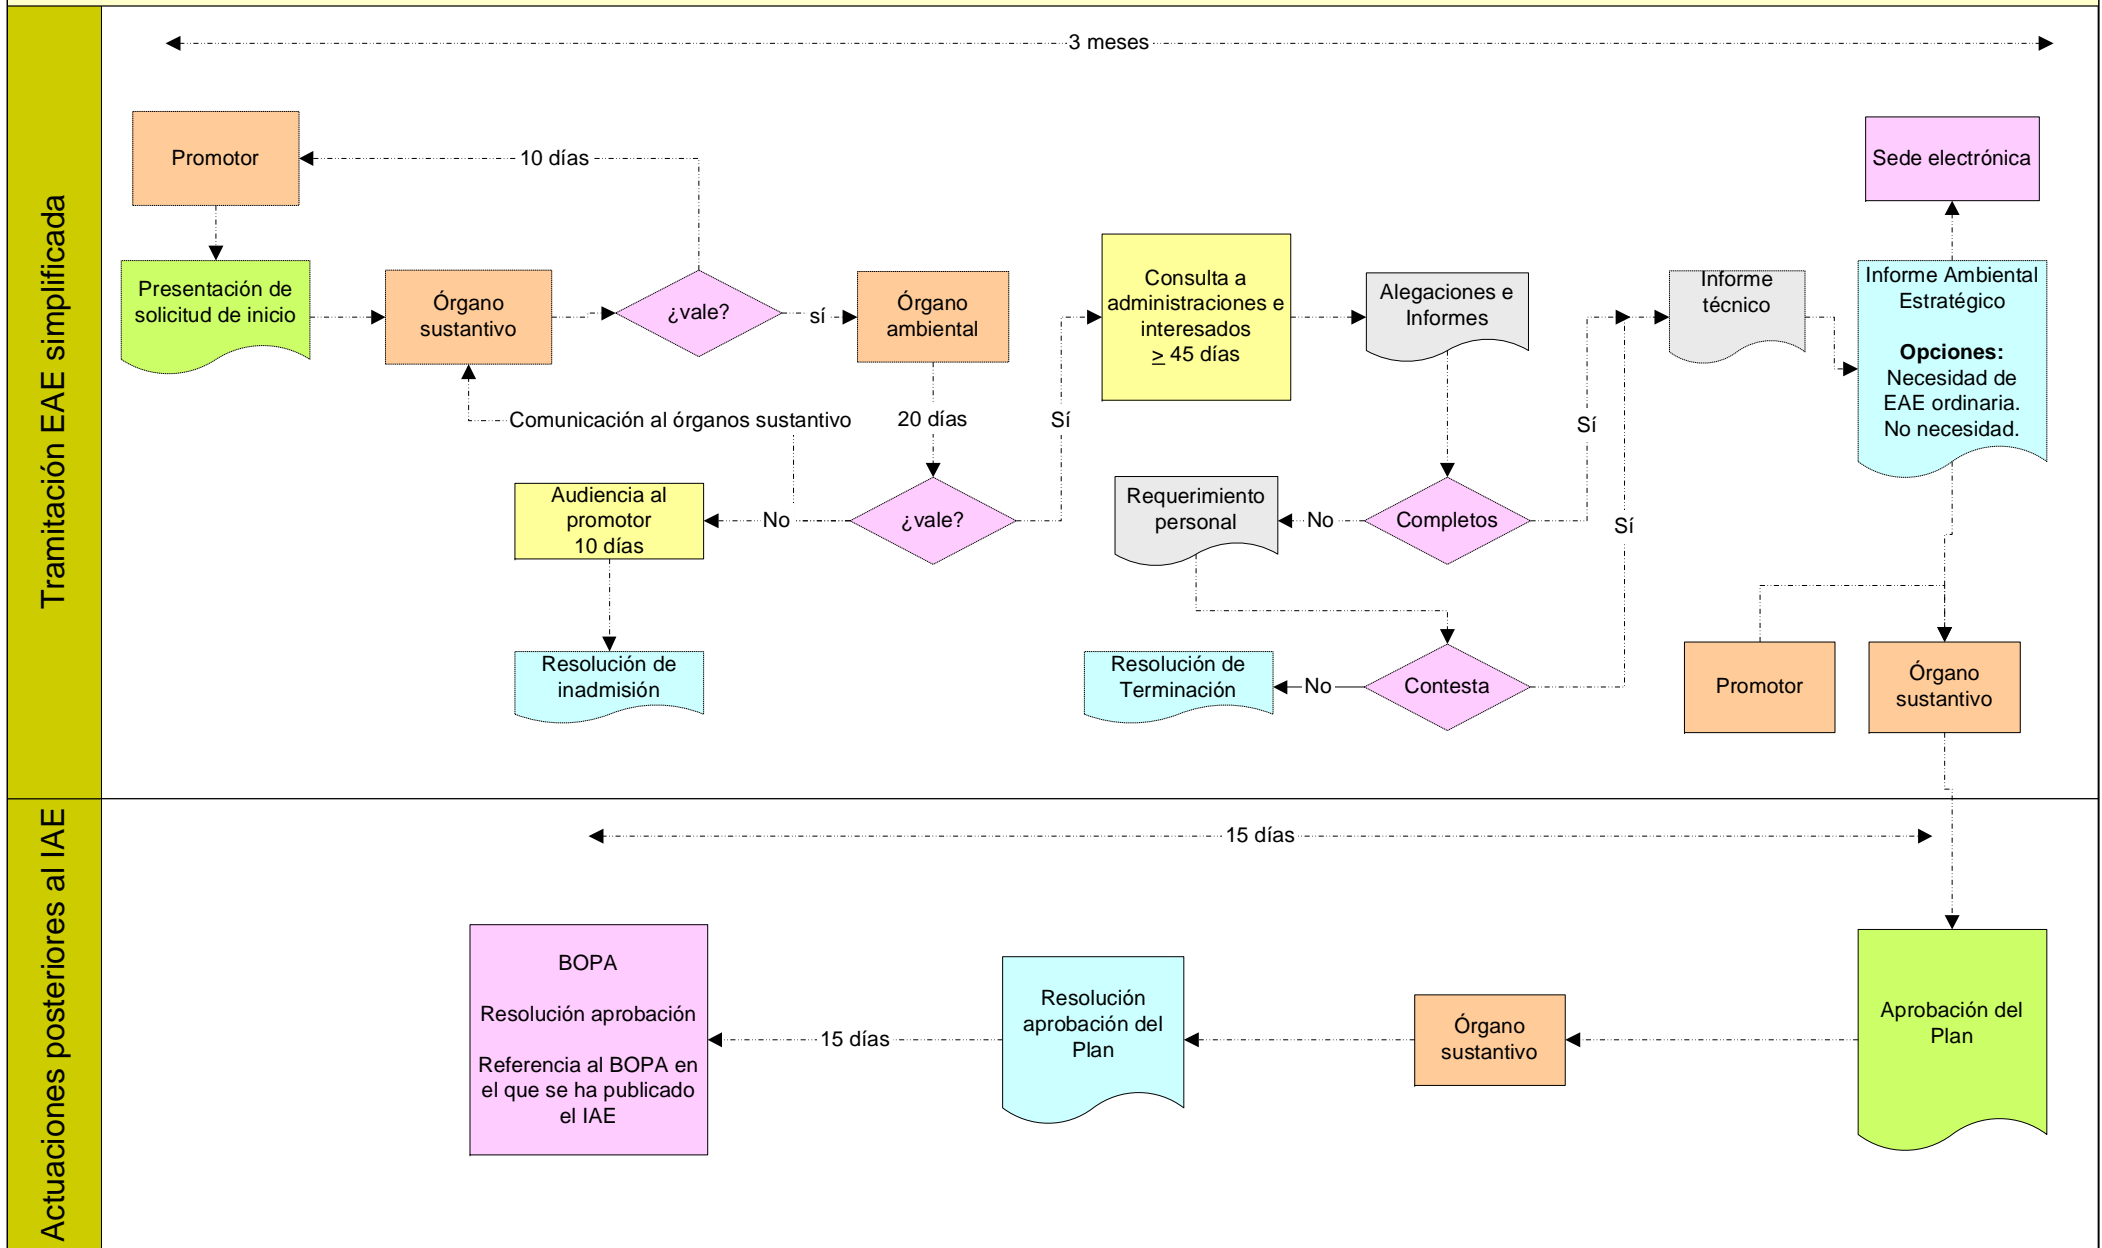 Tramitación EAE simplificada
3 meses
Promotor
10 días
Sede electrónica
Presentación de
solicitud de inicio
Órgano
sustantivo
¿vale?
sí
Órgano
ambiental
Consulta a
administraciones e
interesados
≥ 45 días
Alegaciones e
Informes
Informe
técnico
Informe Ambiental
Estratégico
Opciones:
Necesidad de
EAE ordinaria.
No necesidad.
Comunicación al órganos sustantivo
20 días
Sí
Sí
Audiencia al
promotor
10 días
No
¿vale?
Requerimiento
personal
No
Completos
Sí
Resolución de
inadmisión
Resolución de
Terminación
No
Contesta
Promotor
Órgano
sustantivo
Actuaciones posteriores al IAE
15 días
BOPA
Resolución aprobación
Referencia al BOPA en
el que se ha publicado
el IAE
15 días
Resolución
aprobación del
Plan
Órgano
sustantivo
Aprobación del
Plan